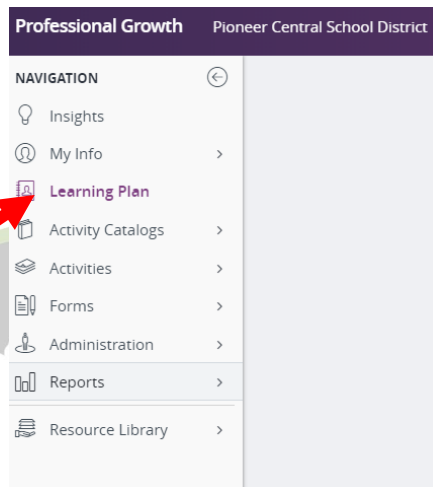 Professional Growth Pioneer Central School District
NAVIGATION
Insights
My Info
Learning Plan
Activity Catalogs
Activities
Forms
Administration
Reports
Resource Library